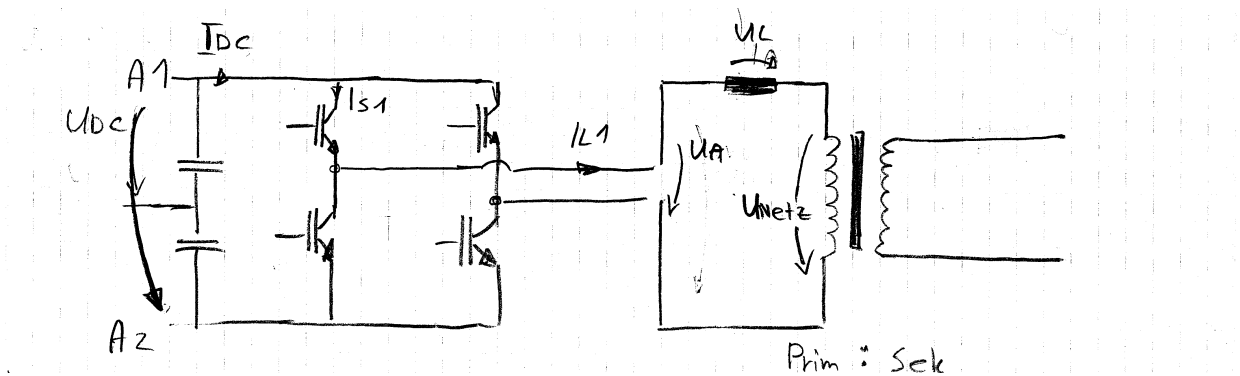 IDC
A1
UDC
IS1
IL1
UA
UL
UNetz
A2
Prim : Sek